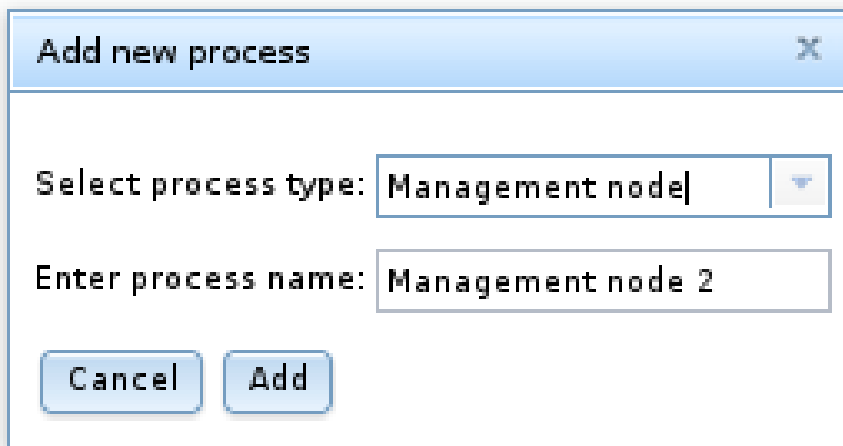 Add new process
Select process type: Management node
Enter process name: Management node 2
Cancel Add